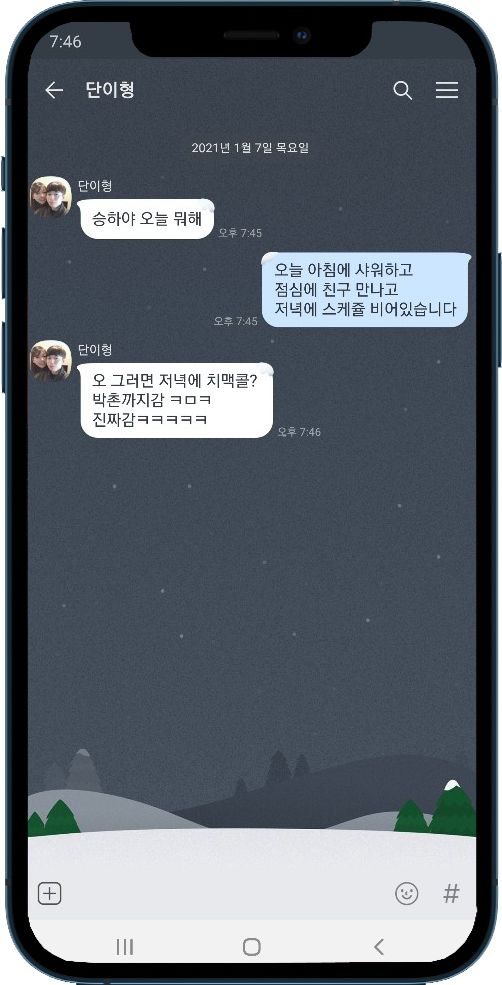 7:46
단이형
2021년 1월 7일 목요일
단이형
승하야 오늘 뭐해
오후 7:45
오늘 아침에 샤워하고
점심에 친구 만나고
저녁에 스케쥴 비어있습니다
오후 7:45
단이형
오 그러면 저녁에 치맥콜?
박촌까지감 ㅋㅁㅋ
진짜감ㅋㅋㅋㅋㅋ
오후 7:46
#